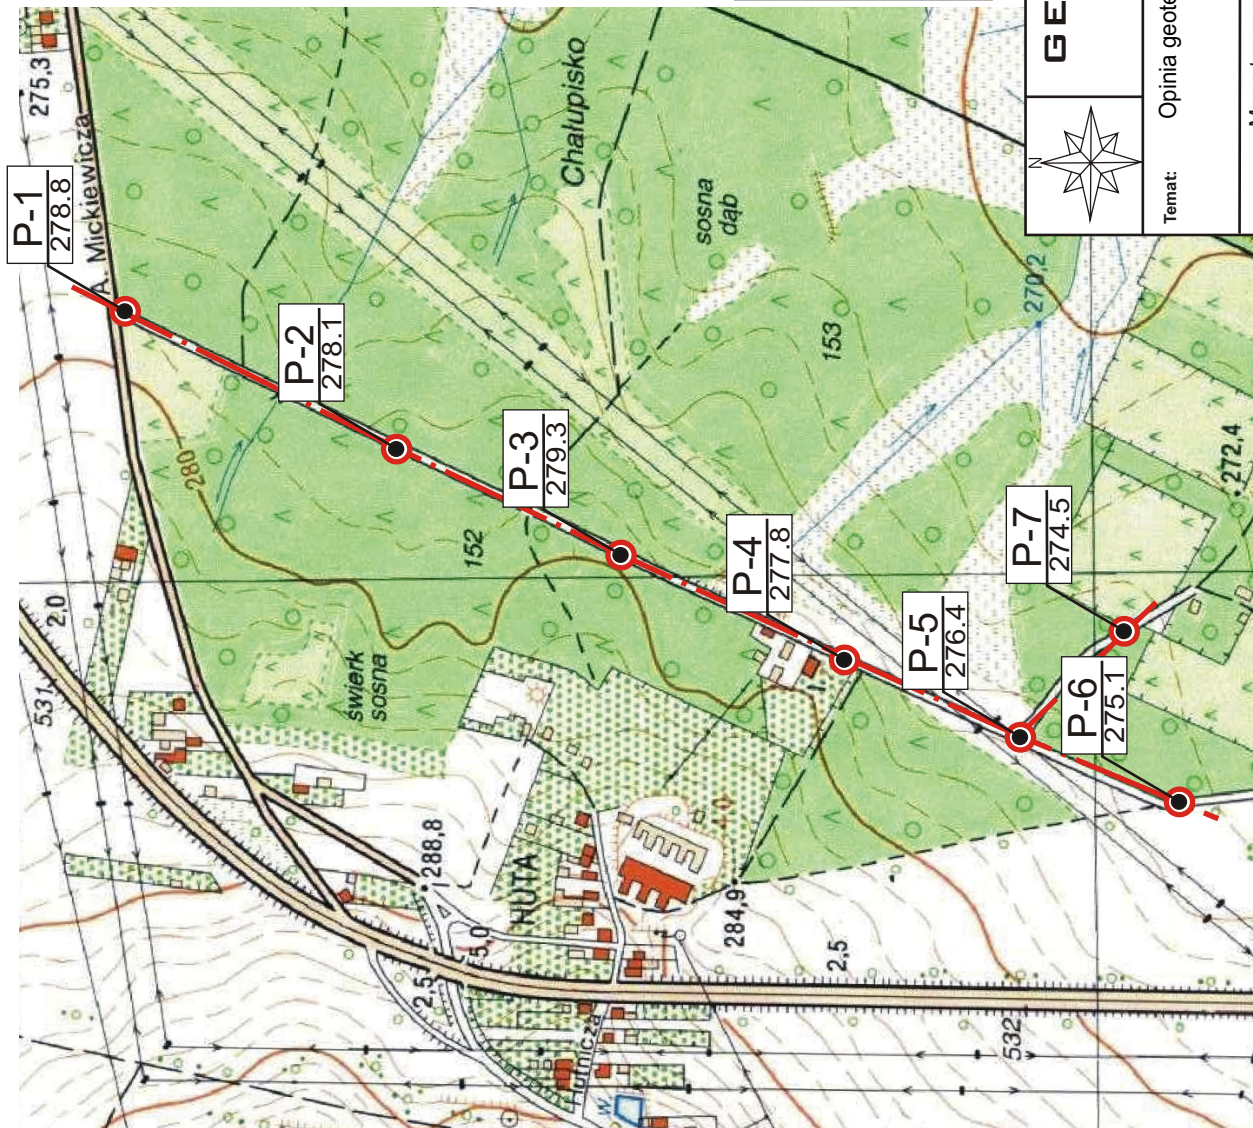 P-1
278.8
275,3
A. Mickiewicza
GE
N
Temat:
Opinia geote
Chałupisko
sosna
dąb
P-2
278.1
280
P-3
279.3
152
153
270,2
P-4
277.8
P-5
276.4
P-7
274.5
272,4
P-6
275.1
2,0
531
świerk
sosna
288,8
HUTA
5,0
2,5
4,0
284,9
2,5
532
Hutnicza
W